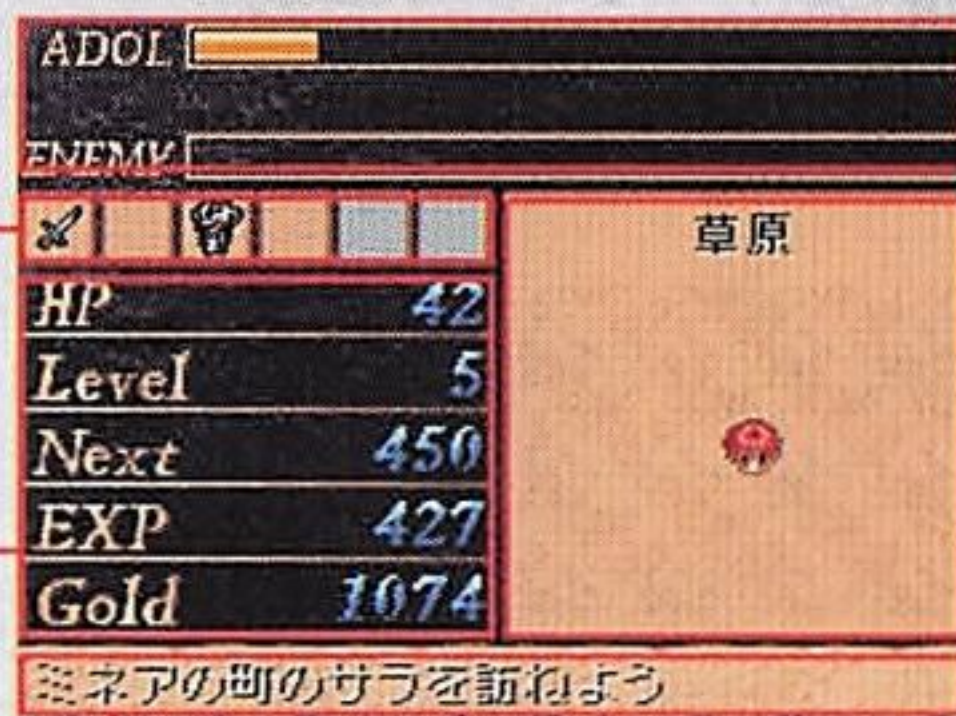 ADOL
ENEMY
草原
HP 42
Level 5
Next 450
EXP 427
Gold 1074
ミネアの町のサラを訪ねよう